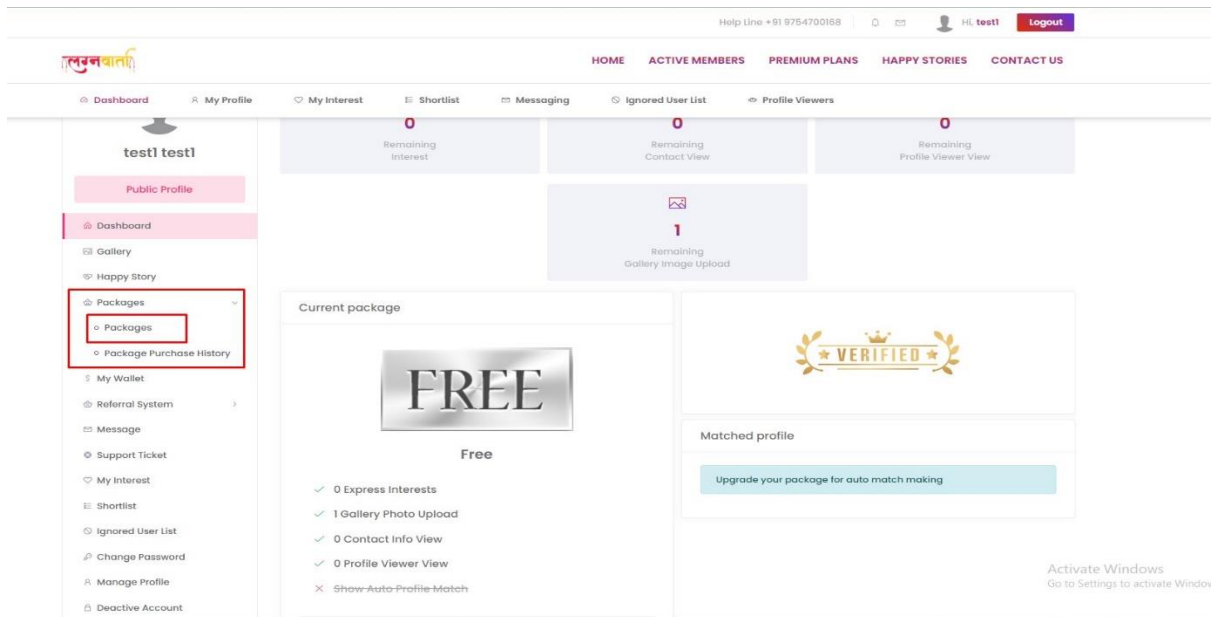 Help Line +91 9754700168
Hi, test1
Logout
लग्नवार्ता
HOME ACTIVE MEMBERS PREMIUM PLANS HAPPY STORIES CONTACT US
Dashboard My Profile My Interest Shortlist Messaging Ignored User List Profile Viewers
test1 test1
Public Profile
Dashboard
Gallery
Happy Story
Packages
Packages
Package Purchase History
My Wallet
Referral System
Message
Support Ticket
My Interest
Shortlist
Ignored User List
Change Password
Manage Profile
Deactive Account
0
Remaining
Interest
0
Remaining
Contact View
0
Remaining
Profile Viewer View
1
Remaining
Gallery Image Upload
Current package
FREE
Free
0 Express Interests
1 Gallery Photo Upload
0 Contact Info View
0 Profile Viewer View
Show Auto Profile Match
VERIFIED
Matched profile
Upgrade your package for auto match making
Activate Windows
Go to Settings to activate Window